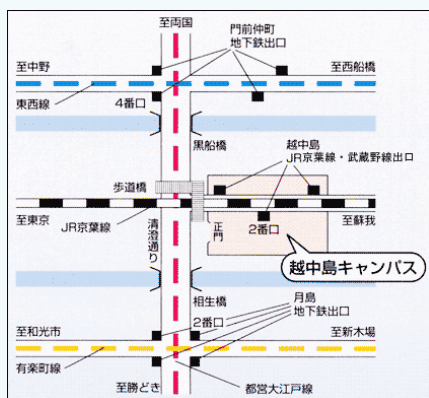 至両国
門前仲町
地下鉄出口
至中野
至西船橋
東西線
4番口
黒船橋
越中島
JR京葉線・武蔵野線出口
歩道橋
至東京
JR京葉線
清澄通り
正門
2番口
至蘇我
越中島キャンパス
相生橋
月島
地下鉄出口
2番口
至和光市
至新木場
有楽町線
至勝どき
都営大江戸線